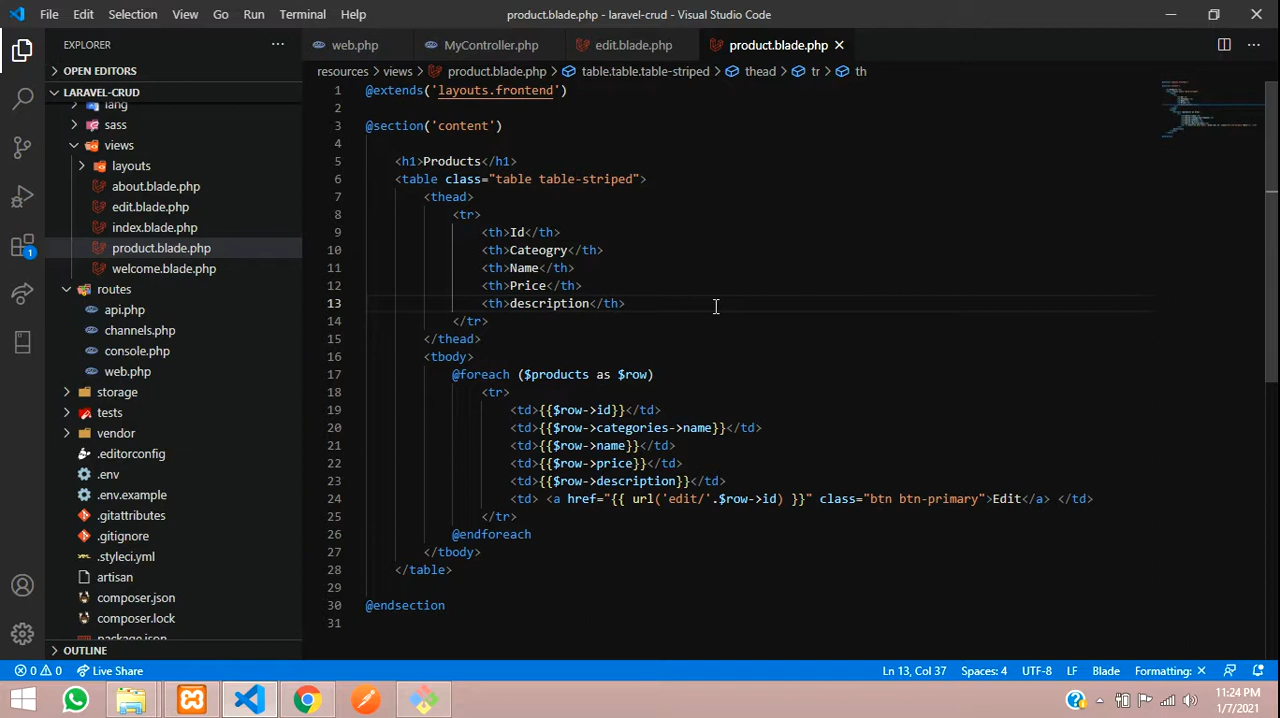 File Edit Selection View Go Run Terminal Help product.blade.php - laravel-crud - Visual Studio Code
EXPLORER
web.php MyController.php edit.blade.php product.blade.php
OPEN EDITORS
resources views product.blade.php table.table.table-striped thead tr th
LARAVEL-CRUD
lang
sass
views
layouts
about.blade.php
edit.blade.php
index.blade.php
product.blade.php
welcome.blade.php
routes
api.php
channels.php
console.php
web.php
storage
tests
vendor
.editorconfig
.env
.env.example
.gitattributes
.gitignore
.styleci.yml
artisan
composer.json
composer.lock
package.json
OUTLINE
1 @extends('layouts.frontend')
2
3 @section('content')
4
5 <h1>Products</h1>
6 <table class="table table-striped">
7 <thead>
8 <tr>
9 <th>Id</th>
10 <th>Cateogry</th>
11 <th>Name</th>
12 <th>Price</th>
13 <th>description</th>
14 </tr>
15 </thead>
16 <tbody>
17 @foreach ($products as $row)
18 <tr>
19 <td>{{$row->id}}</td>
20 <td>{{$row->categories->name}}</td>
21 <td>{{$row->name}}</td>
22 <td>{{$row->price}}</td>
23 <td>{{$row->description}}</td>
24 <td> <a href="{{ url('edit/'.$row->id) }}" class="btn btn-primary">Edit</a> </td>
25 </tr>
26 @endforeach
27 </tbody>
28 </table>
29
30 @endsection
31
1
0 0 Live Share Ln 13, Col 37 Spaces: 4 UTF-8 LF Blade Formatting: ×
11:24 PM
1/7/2021